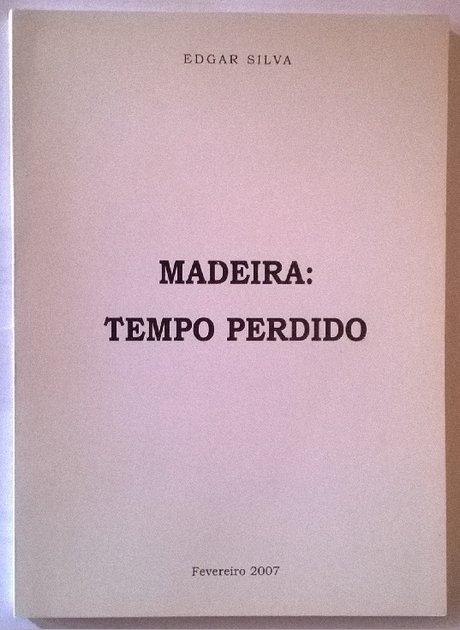 EDGAR SILVA
MADEIRA:
TEMPO PERDIDO
Fevereiro 2007